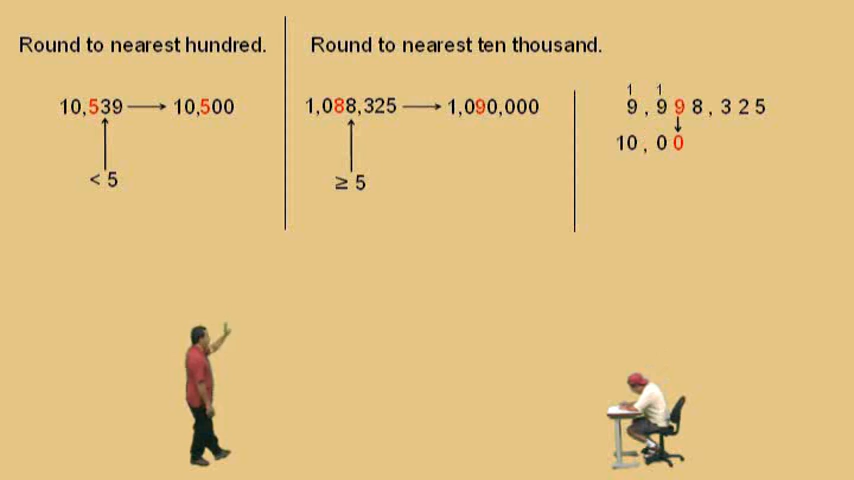 Round to nearest hundred.
10,539 → 10,500
< 5
Round to nearest ten thousand.
1,088,325 → 1,090,000
≥ 5
1 1
9,998,325
10,00